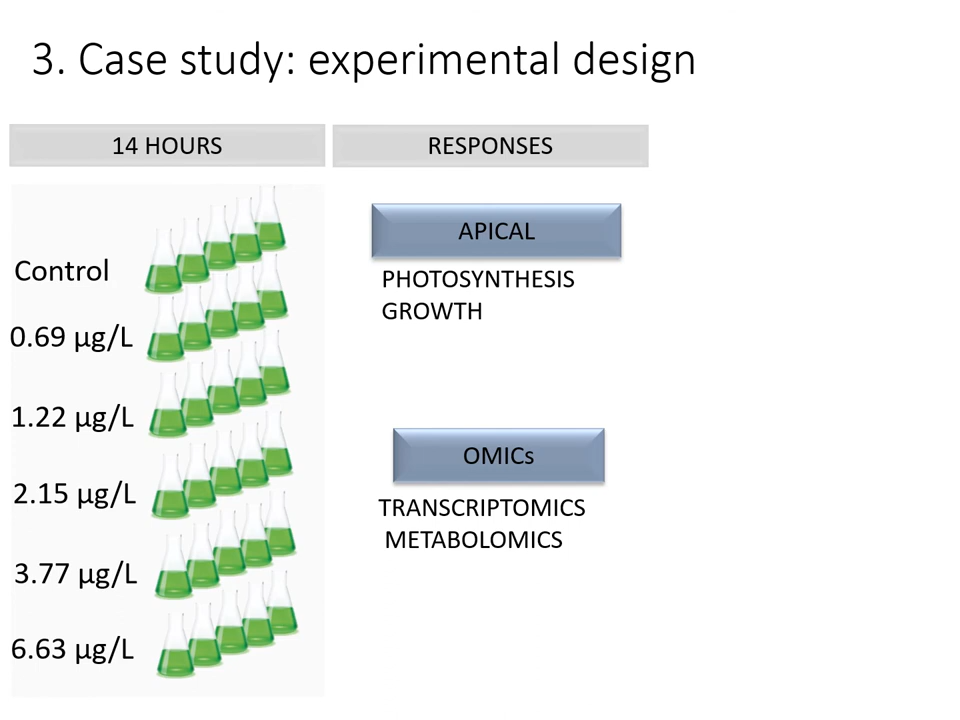 3. Case study: experimental design
14 HOURS
RESPONSES
Control
0.69 µg/L
1.22 µg/L
2.15 µg/L
3.77 µg/L
6.63 µg/L
APICAL
PHOTOSYNTHESIS
GROWTH
OMICs
TRANSCRIPTOMICS
METABOLOMICS